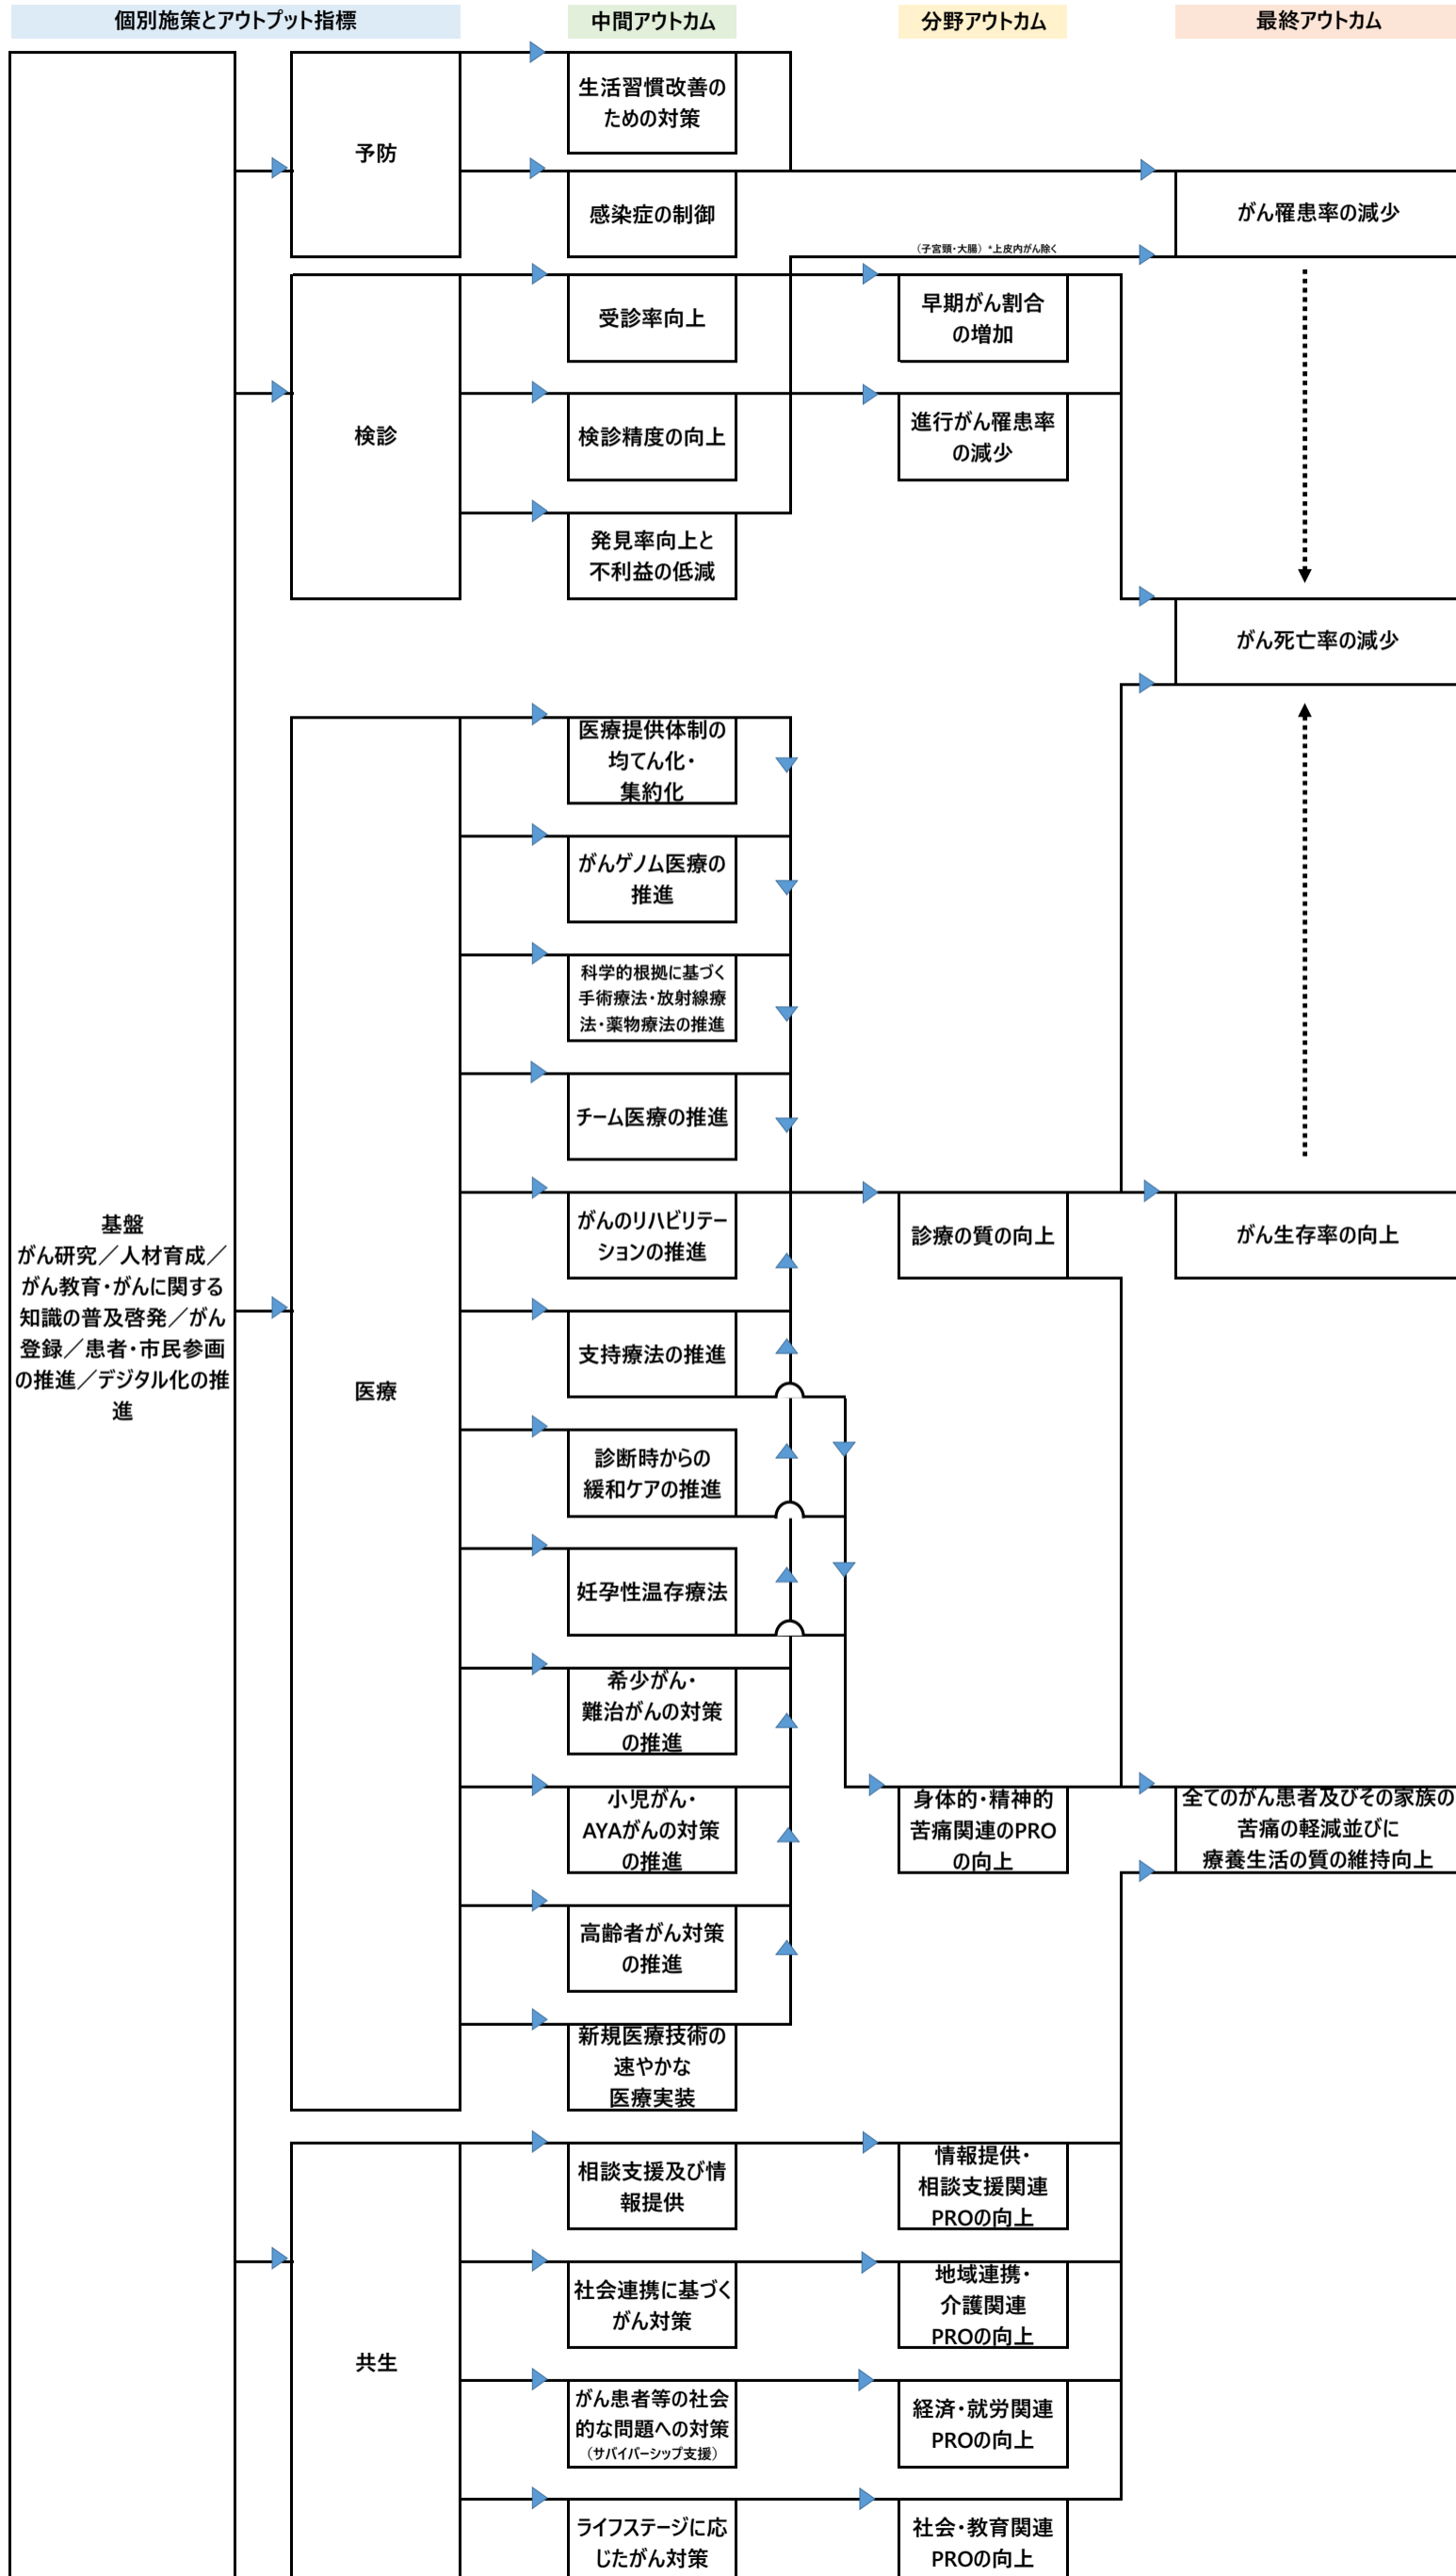 個別施策とアウトプット指標
中間アウトカム
分野アウトカム
最終アウトカム
基盤
がん研究／人材育成／
がん教育・がんに関する
知識の普及啓発／がん
登録／患者・市民参画
の推進／デジタル化の推
進
予防
生活習慣改善の
ための対策
感染症の制御
がん罹患率の減少
（子宮頸・大腸）*上皮内がん除く
検診
受診率向上
早期がん割合
の増加
検診精度の向上
進行がん罹患率
の減少
発見率向上と
不利益の低減
がん死亡率の減少
医療
医療提供体制の
均てん化・
集約化
がんゲノム医療の
推進
科学的根拠に基づく
手術療法・放射線療
法・薬物療法の推進
チーム医療の推進
がんのリハビリテー
ションの推進
診療の質の向上
がん生存率の向上
支持療法の推進
診断時からの
緩和ケアの推進
妊孕性温存療法
希少がん・
難治がんの対策
の推進
小児がん・
AYAがんの対策
の推進
身体的・精神的
苦痛関連のPRO
の向上
全てのがん患者及びその家族の
苦痛の軽減並びに
療養生活の質の維持向上
高齢者がん対策
の推進
新規医療技術の
速やかな
医療実装
共生
相談支援及び情
報提供
情報提供・
相談支援関連
PROの向上
社会連携に基づく
がん対策
地域連携・
介護関連
PROの向上
がん患者等の社会
的な問題への対策
（サバイバーシップ支援）
経済・就労関連
PROの向上
ライフステージに応
じたがん対策
社会・教育関連
PROの向上